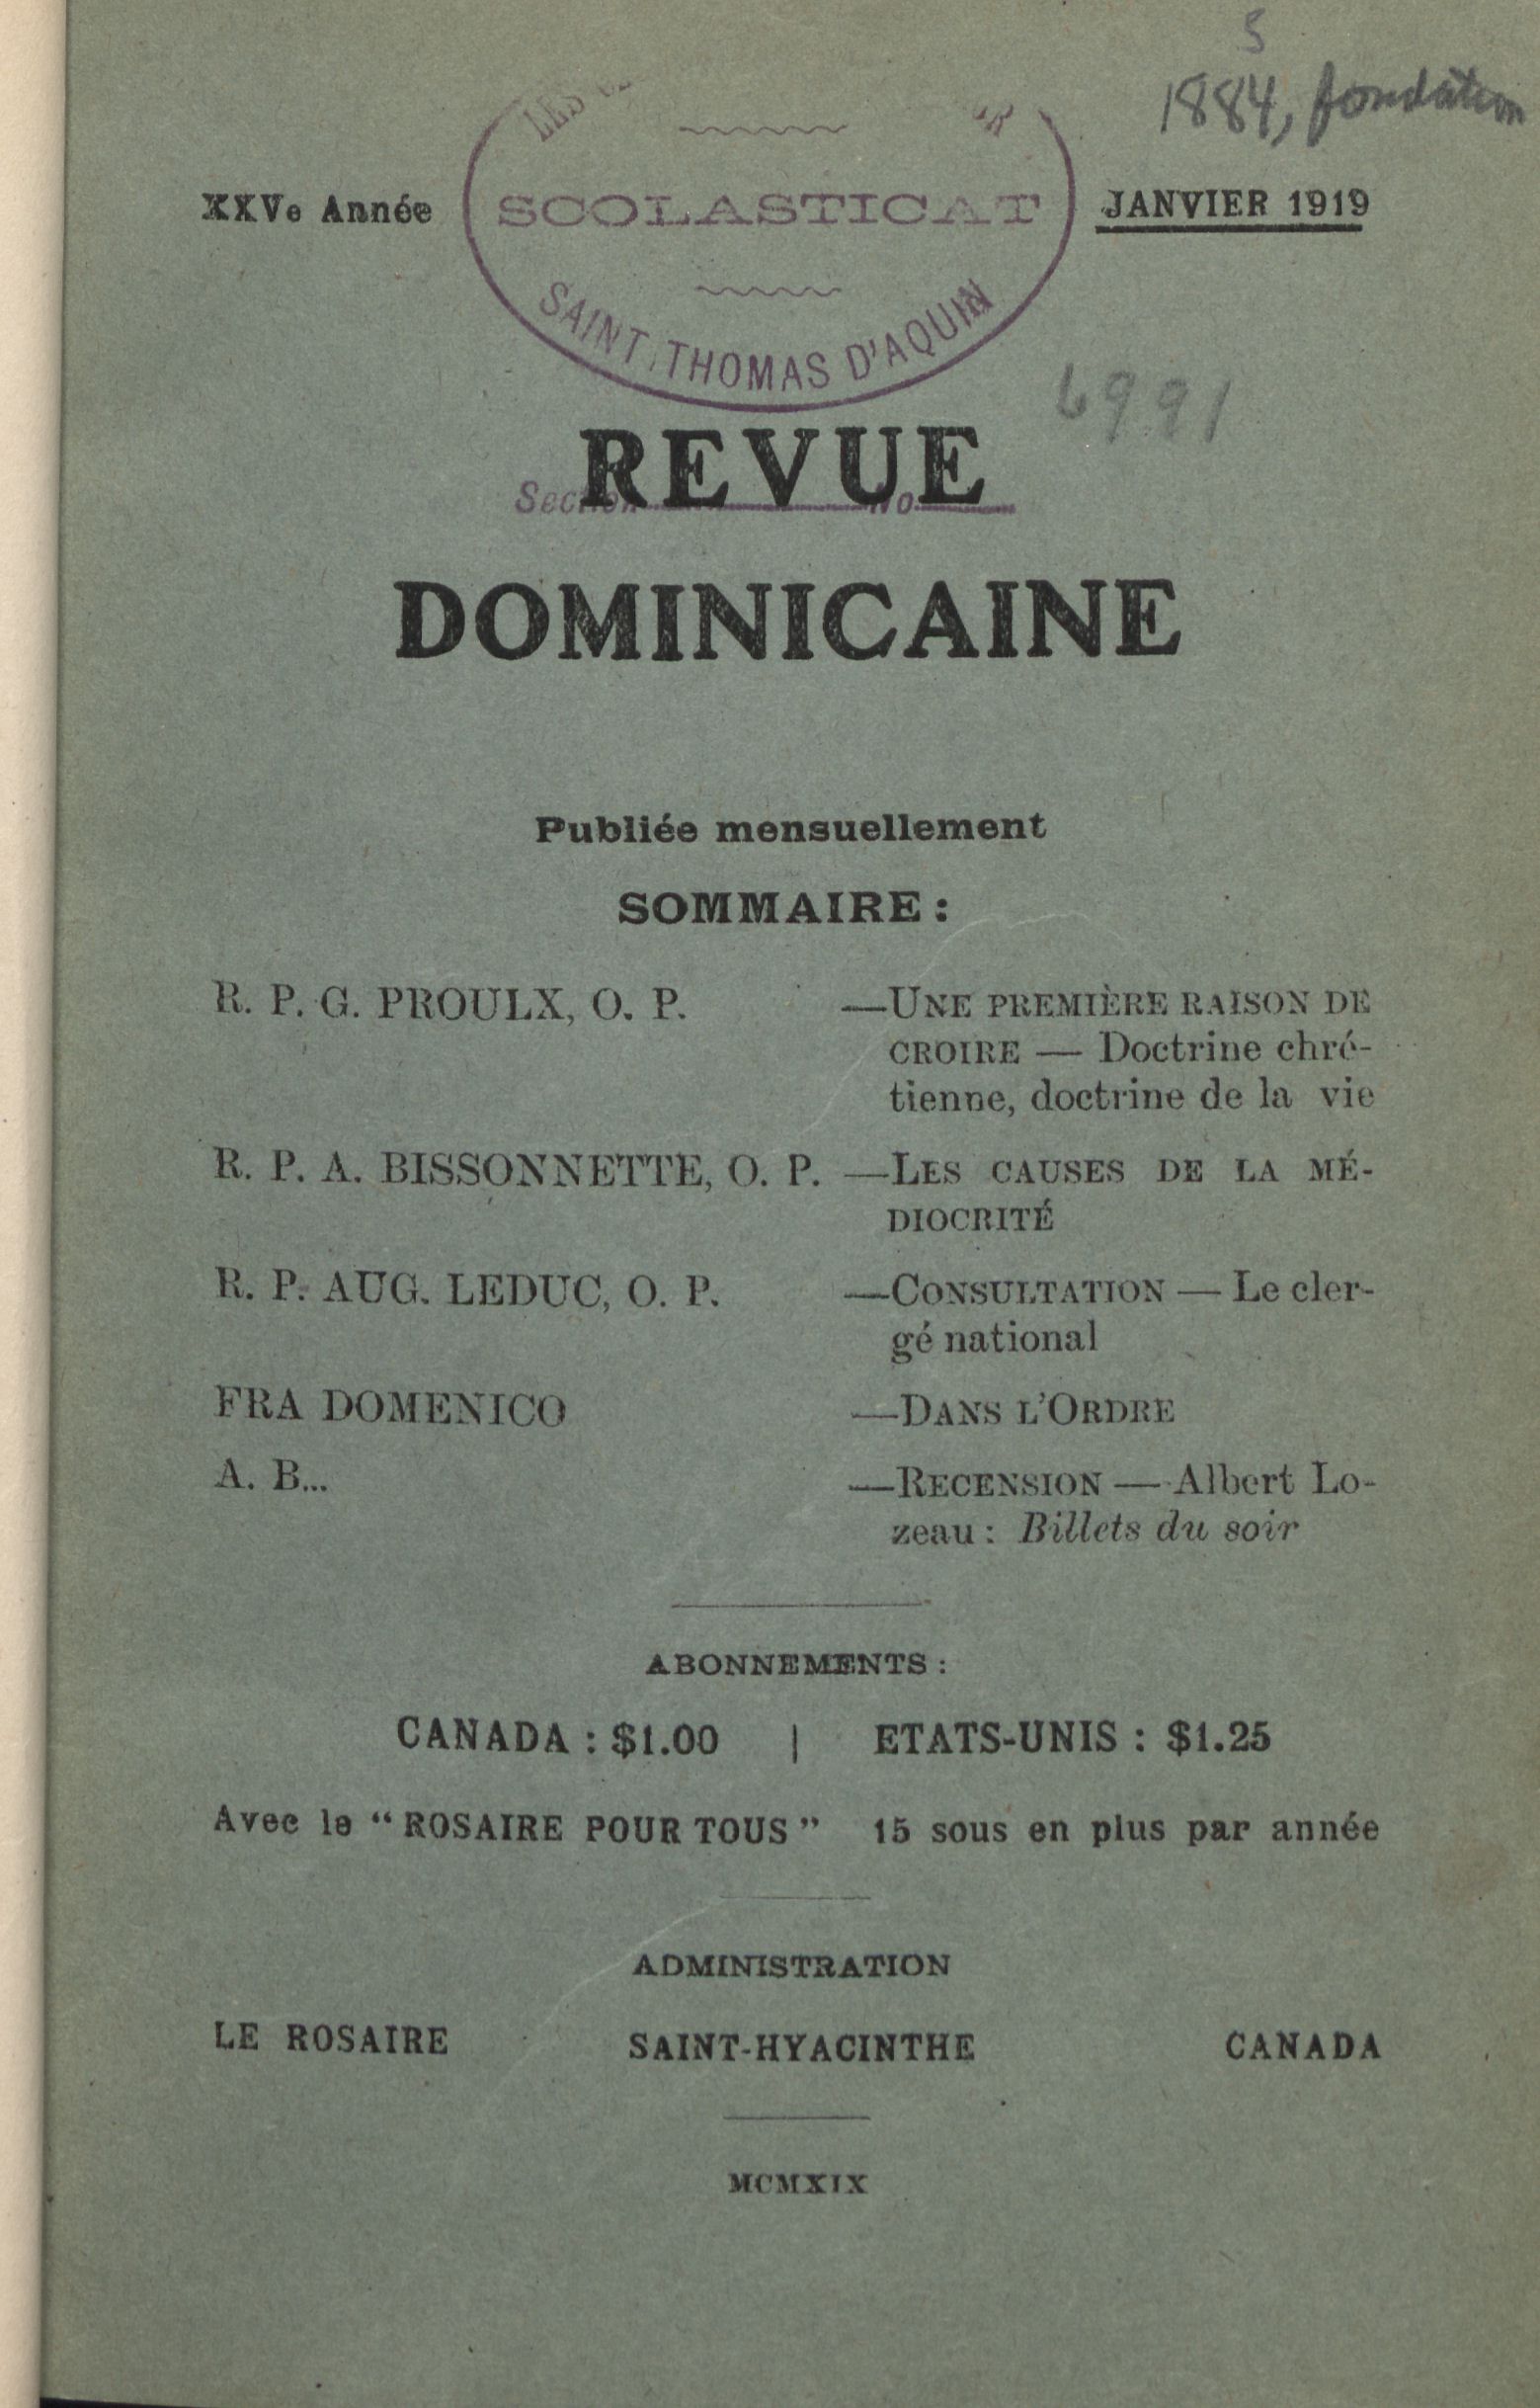 5
1884, fondation
LES
SCOLASTICAT
SAINT THOMAS D'AQUIN
XXVe Année
JANVIER 1919
6991
REVUE
Section No
DOMINICAINE
Publiée mensuellement
SOMMAIRE :
R. P. G. PROULX, O. P. —UNE PREMIÈRE RAISON DE
CROIRE — Doctrine chré-
tienne, doctrine de la vie
R. P. A. BISSONNETTE, O. P. —LES CAUSES DE LA MÉ-
DIOCRITÉ
R. P. AUG. LEDUC, O. P. —CONSULTATION — Le cler-
gé national
FRA DOMENICO —DANS L'ORDRE
A. B... —RECENSION — Albert Lo-
zeau : Billets du soir
ABONNEMENTS :
CANADA : $1.00 | ETATS-UNIS : $1.25
Avec le “ ROSAIRE POUR TOUS ” 15 sous en plus par année
ADMINISTRATION
LE ROSAIRE SAINT-HYACINTHE CANADA
MCMXIX